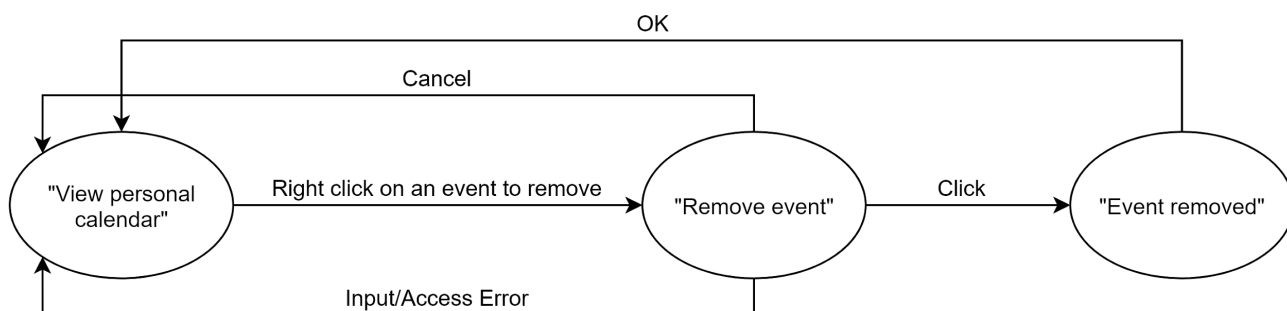 OK
Cancel
"View personal
calendar"
Right click on an event to remove
"Remove event"
Click
"Event removed"
Input/Access Error